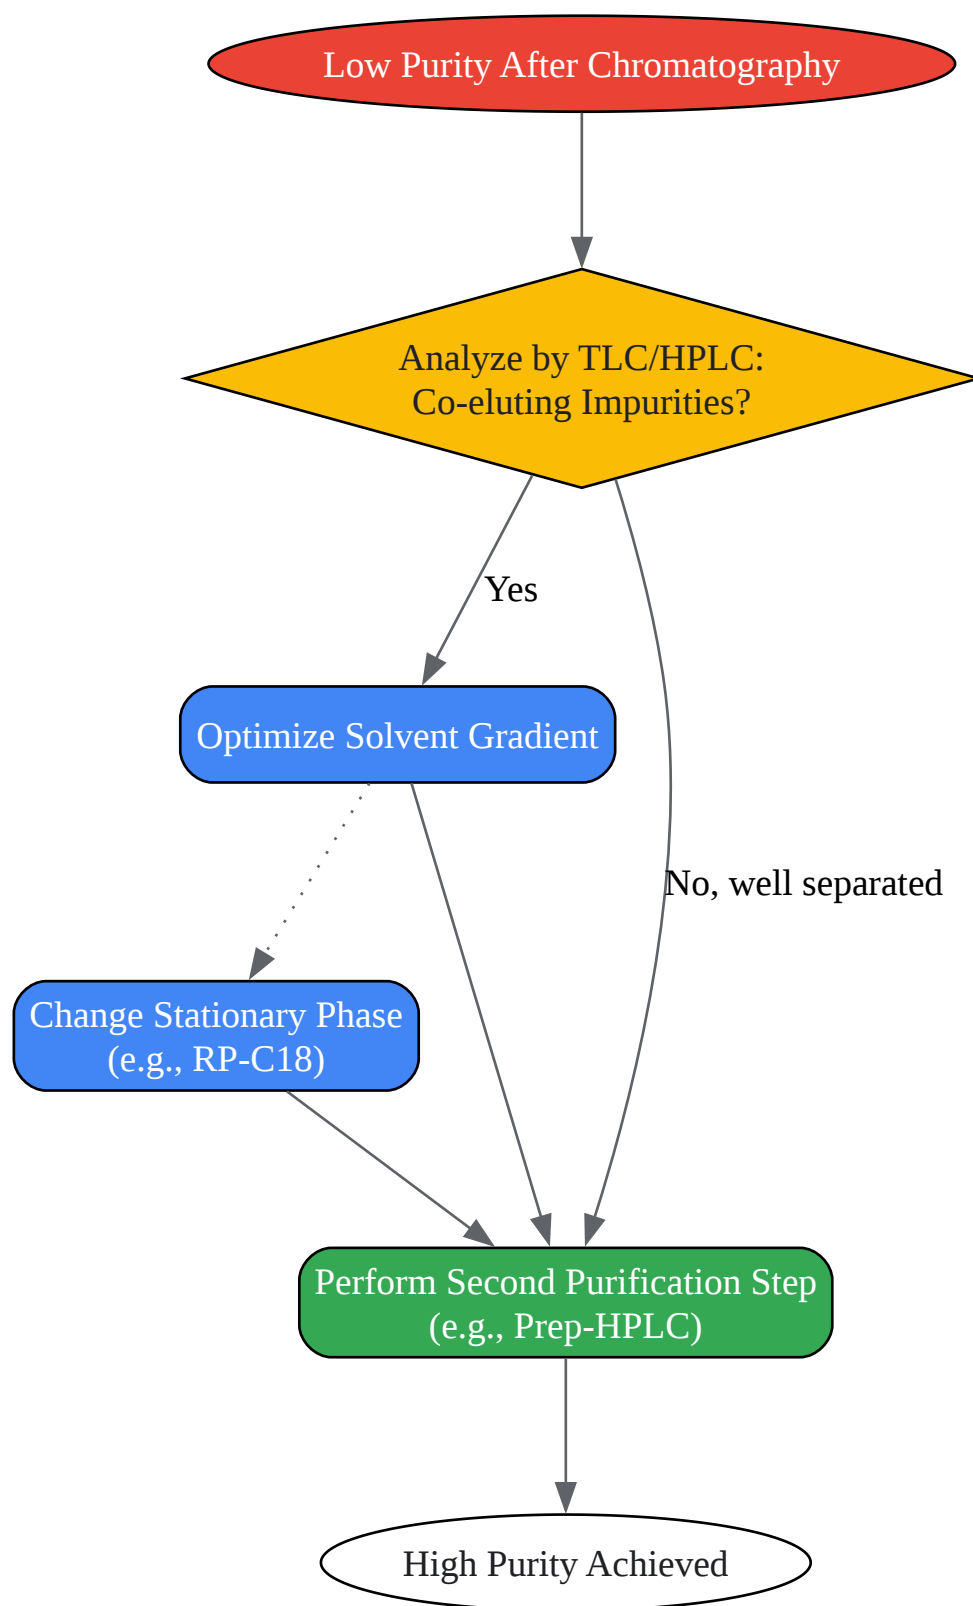 Low Purity After Chromatography
Analyze by TLC/HPLC:
Co-eluting Impurities?
Yes
Optimize Solvent Gradient
No, well separated
Change Stationary Phase
(e.g., RP-C18)
Perform Second Purification Step
(e.g., Prep-HPLC)
High Purity Achieved